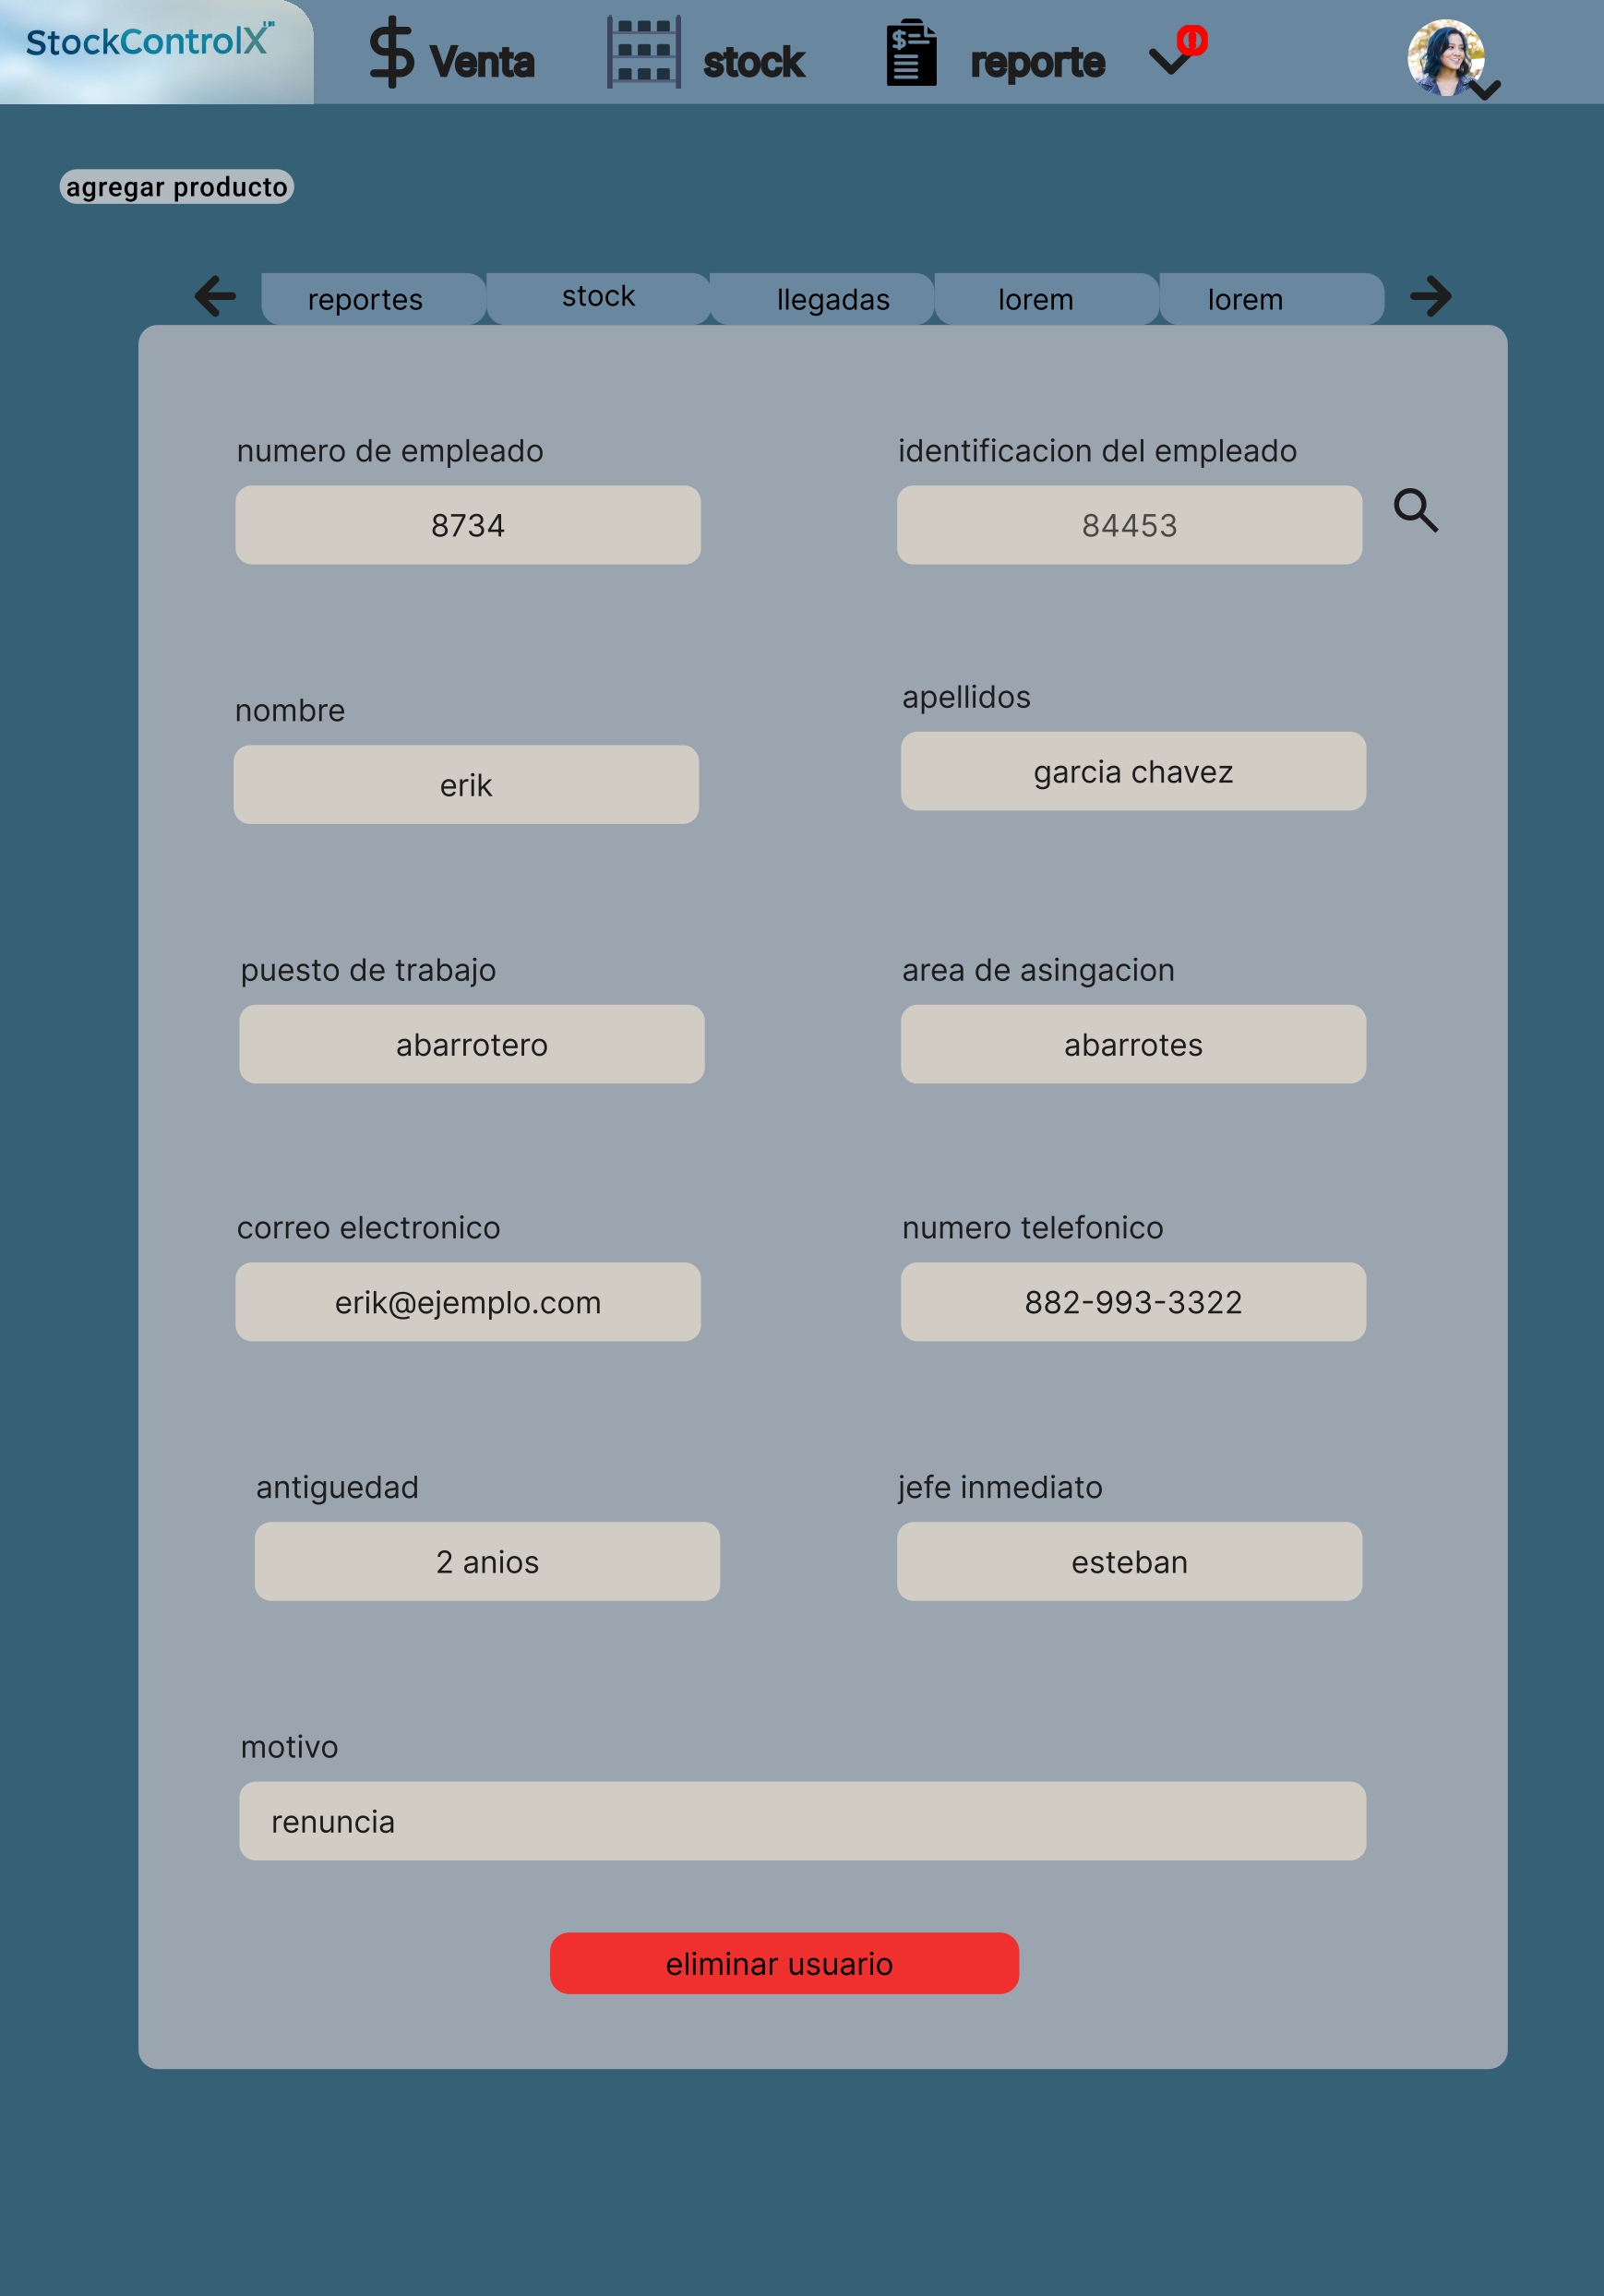 StockControlX
$ Venta
stock
reporte
0
agregar producto
reportes
stock
llegadas
lorem
lorem
numero de empleado
identificacion del empleado
8734
84453
nombre
apellidos
erik
garcia chavez
puesto de trabajo
area de asingacion
abarrotero
abarrotes
correo electronico
numero telefonico
erik@ejemplo.com
882-993-3322
antiguedad
jefe inmediato
2 anios
esteban
motivo
renuncia
eliminar usuario